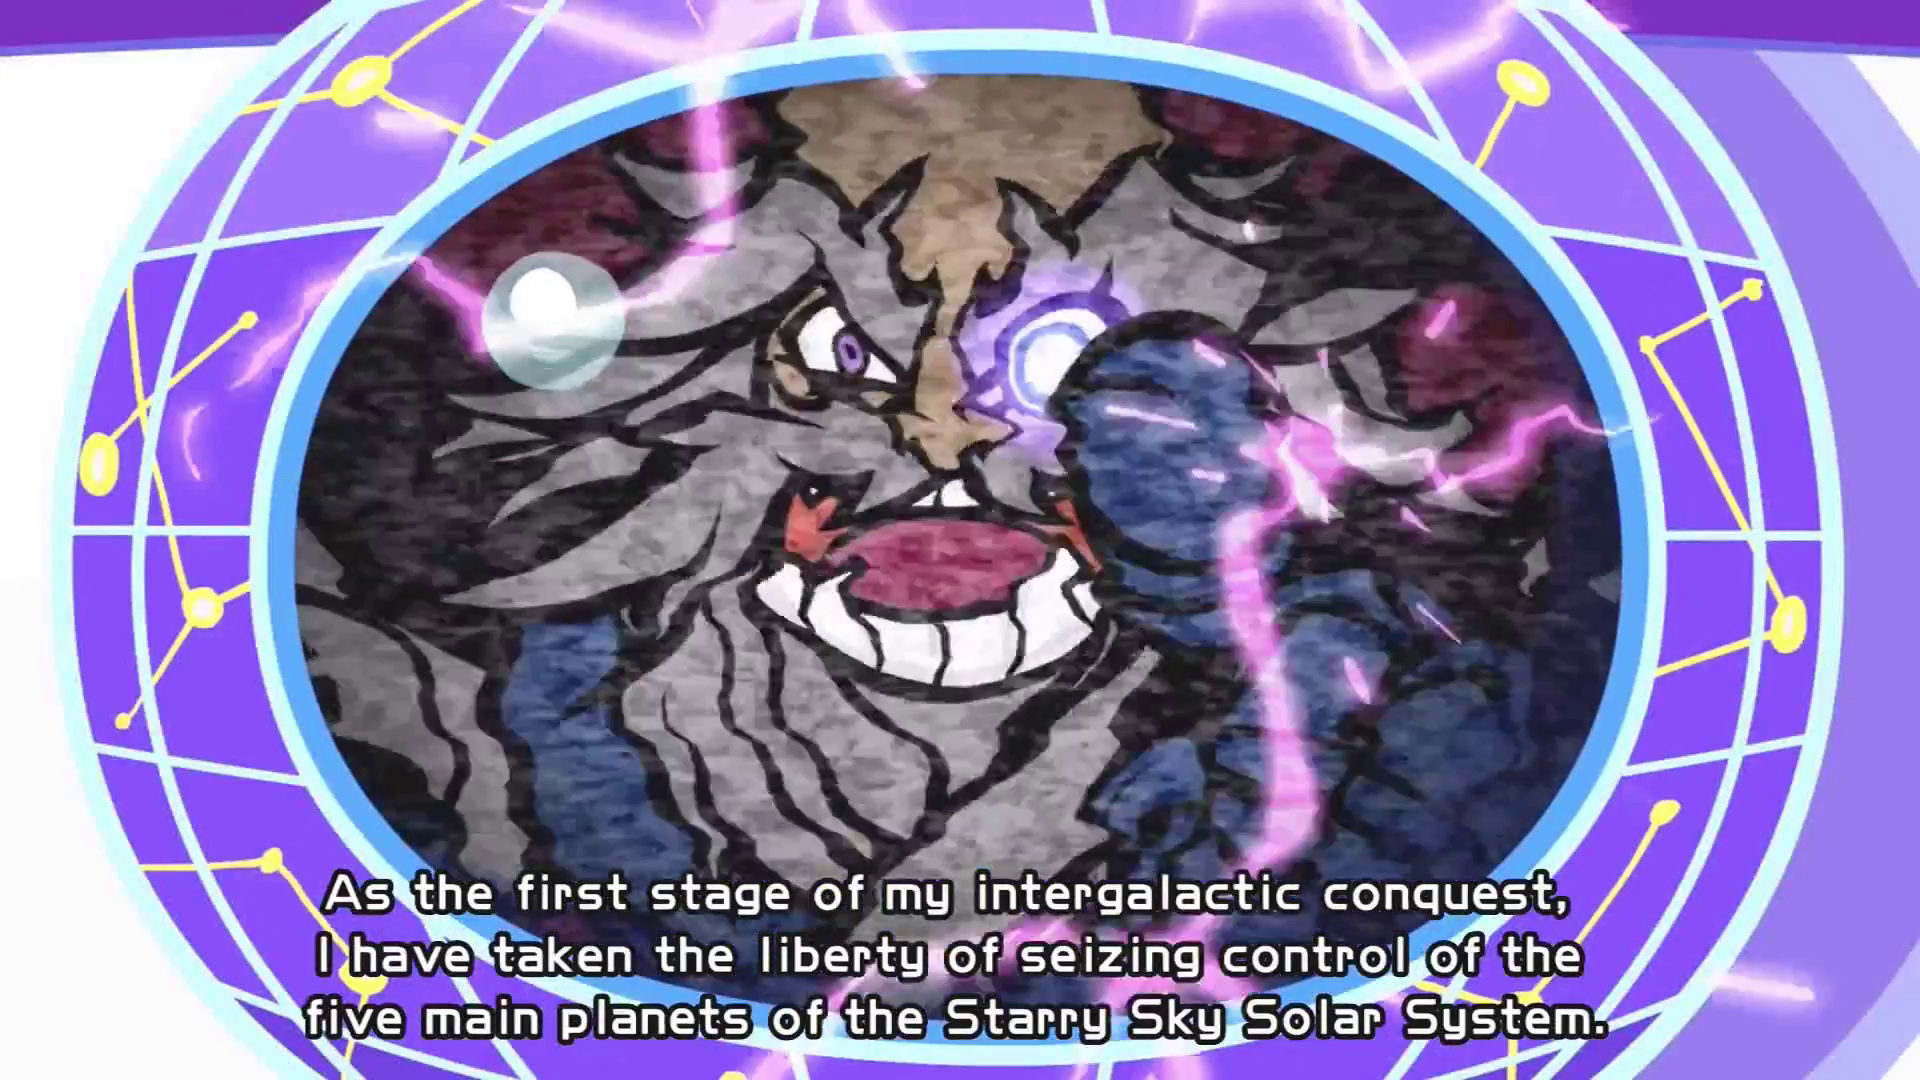 As the first stage of my intergalactic conquest,
I have taken the liberty of seizing control of the
five main planets of the Starry Sky Solar System.